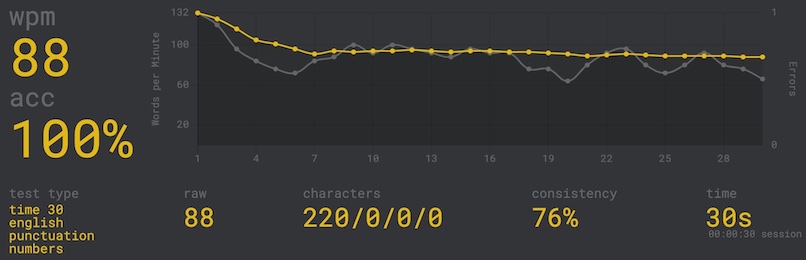 wpm
88
acc
100%
Words per Minute
132
100
60
20
1 4 7 10 13 16 19 22 25 28
1
0
Errors
test type
time 30
english
punctuation
numbers
raw
88
characters
220/0/0/0
consistency
76%
time
30s
00:00:30 session